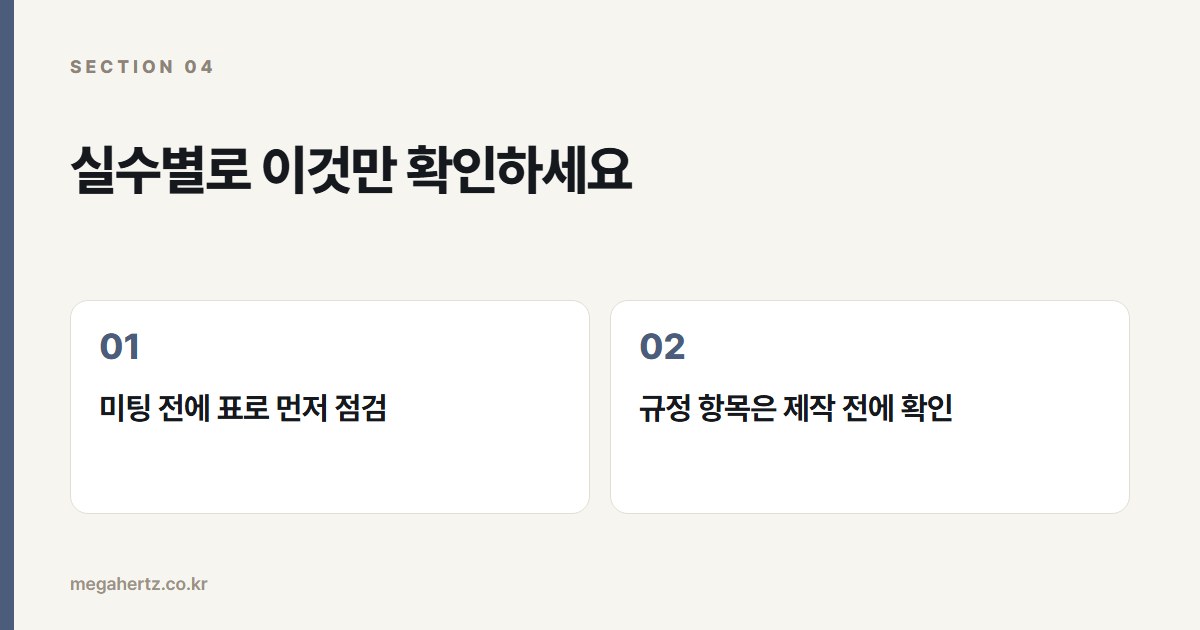 SECTION 04
실수별로 이것만 확인하세요
01
미팅 전에 표로 먼저 점검
02
규정 항목은 제작 전에 확인
megahertz.co.kr